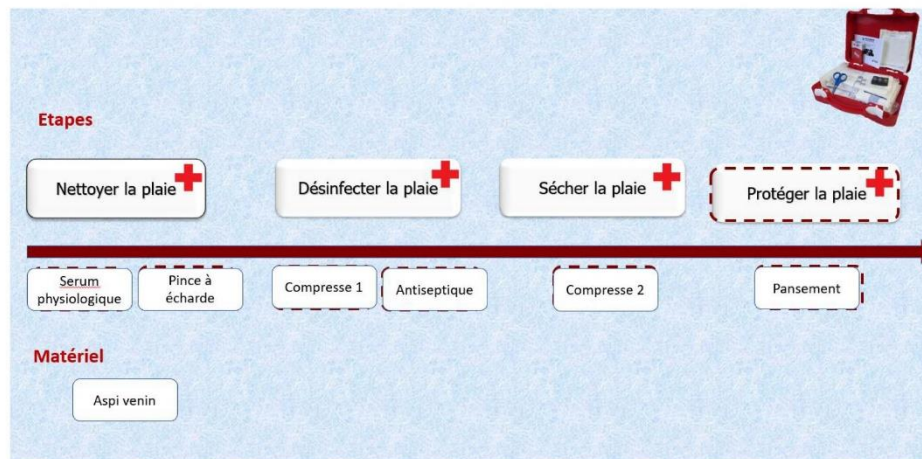 Etapes
Nettoyer la plaie
Désinfecter la plaie
Sécher la plaie
Protéger la plaie
Serum
physiologique
Pince à
écharde
Compresse 1
Antiseptique
Compresse 2
Pansement
Matériel
Aspi venin